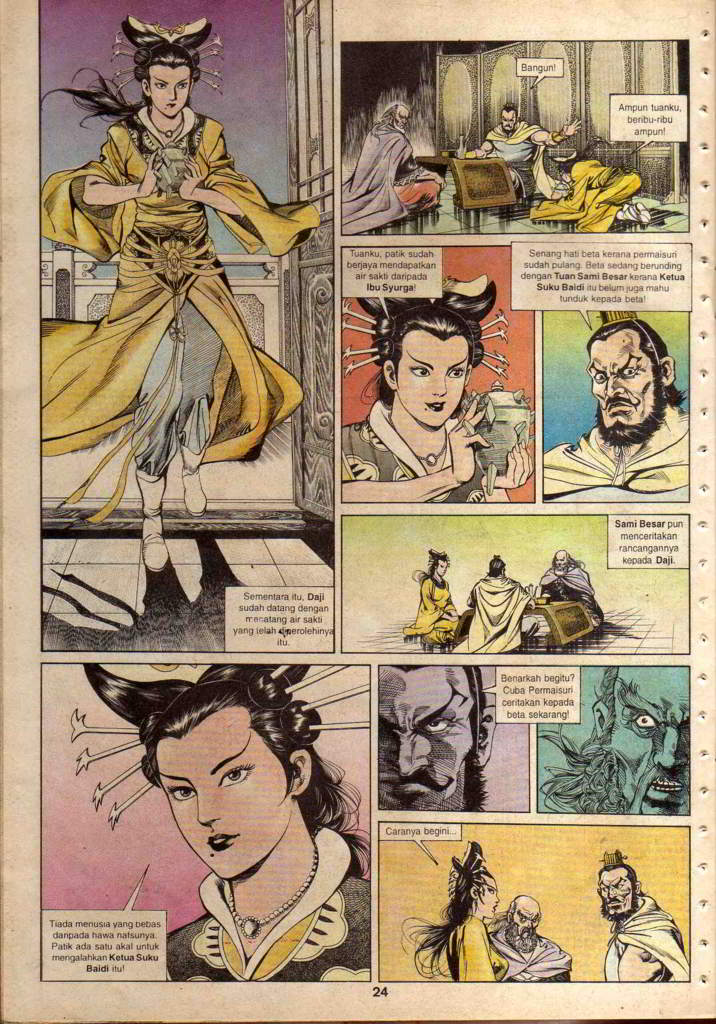 Sementara itu, Daji
sudah datang dengan
menatang air sakti
yang telah diperolehinya
itu.
Bangun!
Ampun tuanku,
beribu-ribu
ampun!
Tuanku, patik sudah
berjaya mendapatkan
air sakti daripada
Ibu Syurga!
Senang hati beta kerana permaisuri
sudah pulang. Beta sedang berunding
dengan Tuan Sami Besar kerana Ketua
Suku Baidi itu belum juga mahu
tunduk kepada beta!
Sami Besar pun
menceritakan
rancangannya
kepada Daji.
Tiada menusia yang bebas
daripada hawa nafsunya.
Patik ada satu akal untuk
mengalahkan Ketua Suku
Baidi itu!
Benarkah begitu?
Cuba Permaisuri
ceritakan kepada
beta sekarang!
Caranya begini...
24